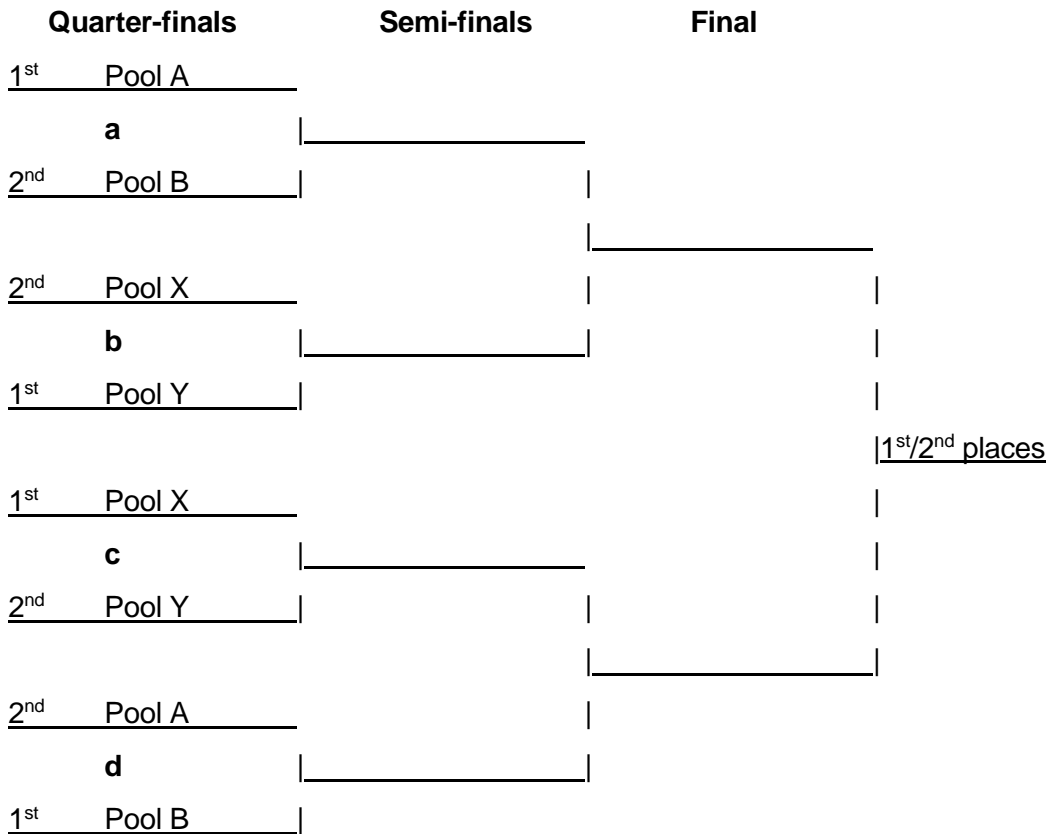 Quarter-finals Semi-finals Final
1st Pool A
a
2nd Pool B
2nd Pool X
b
1st Pool Y
1st/2nd places
1st Pool X
c
2nd Pool Y
2nd Pool A
d
1st Pool B